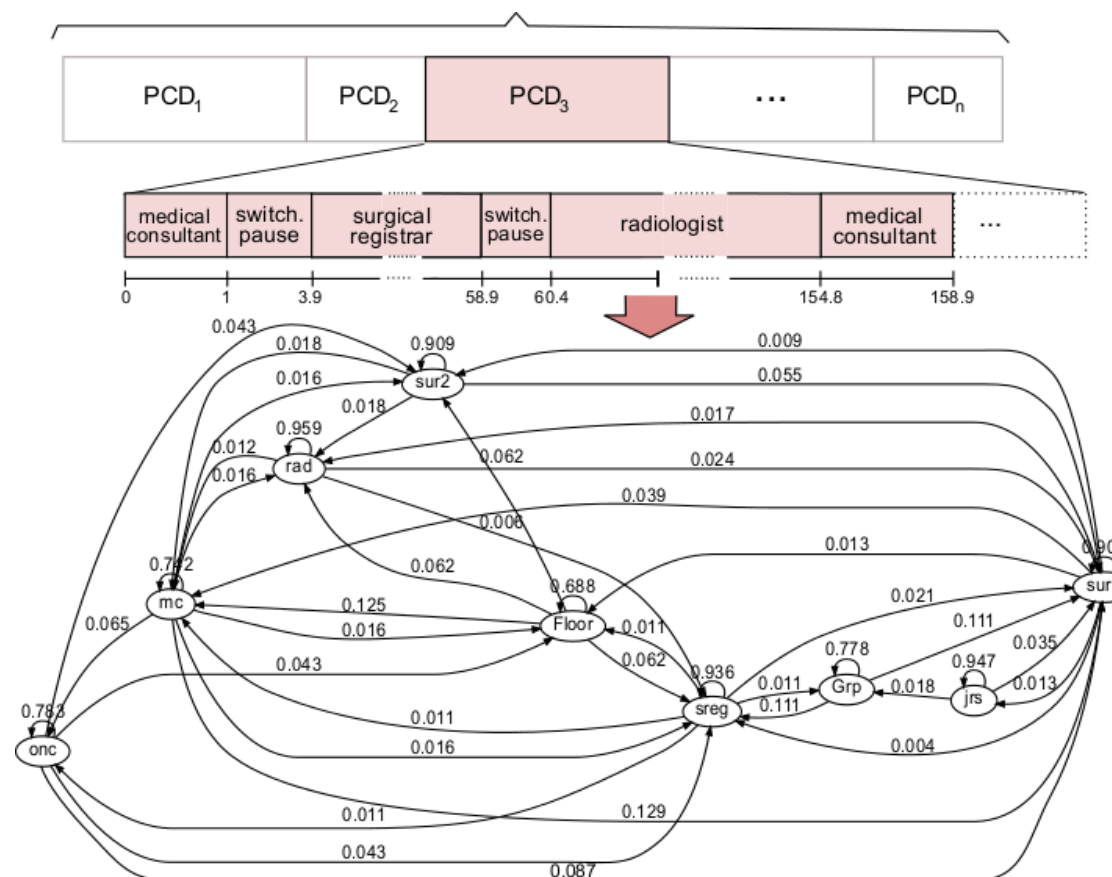 PCD1 PCD2 PCD3 ... PCDn
medical consultant
switch. pause
surgical registrar
switch. pause
radiologist
medical consultant
...
0 1 3.9 58.9 60.4 154.8 158.9
0.043
0.018
0.909
0.009
0.016
sur2
0.055
0.018
0.959
0.017
0.012
rad
0.062
0.024
0.016
0.039
0.006
0.013
0.742
0.062
0.688
mc
0.125
0.021
sur
0.065
0.016
Floor
0.011
0.111
0.035
0.043
0.062
0.936
0.778
0.947
0.013
0.011
Grp
0.018
jrs
sreg
0.111
0.783
0.011
onc
0.016
0.004
0.011
0.129
0.043
0.087